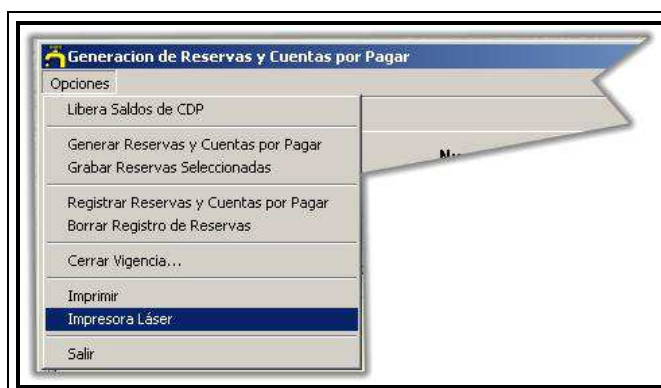 Generacion de Reservas y Cuentas por Pagar
Opciones
Libera Saldos de CDP
Generar Reservas y Cuentas por Pagar
Grabar Reservas Seleccionadas
Registrar Reservas y Cuentas por Pagar
Borrar Registro de Reservas
Cerrar Vigencia...
Imprimir
Impresora Láser
Salir